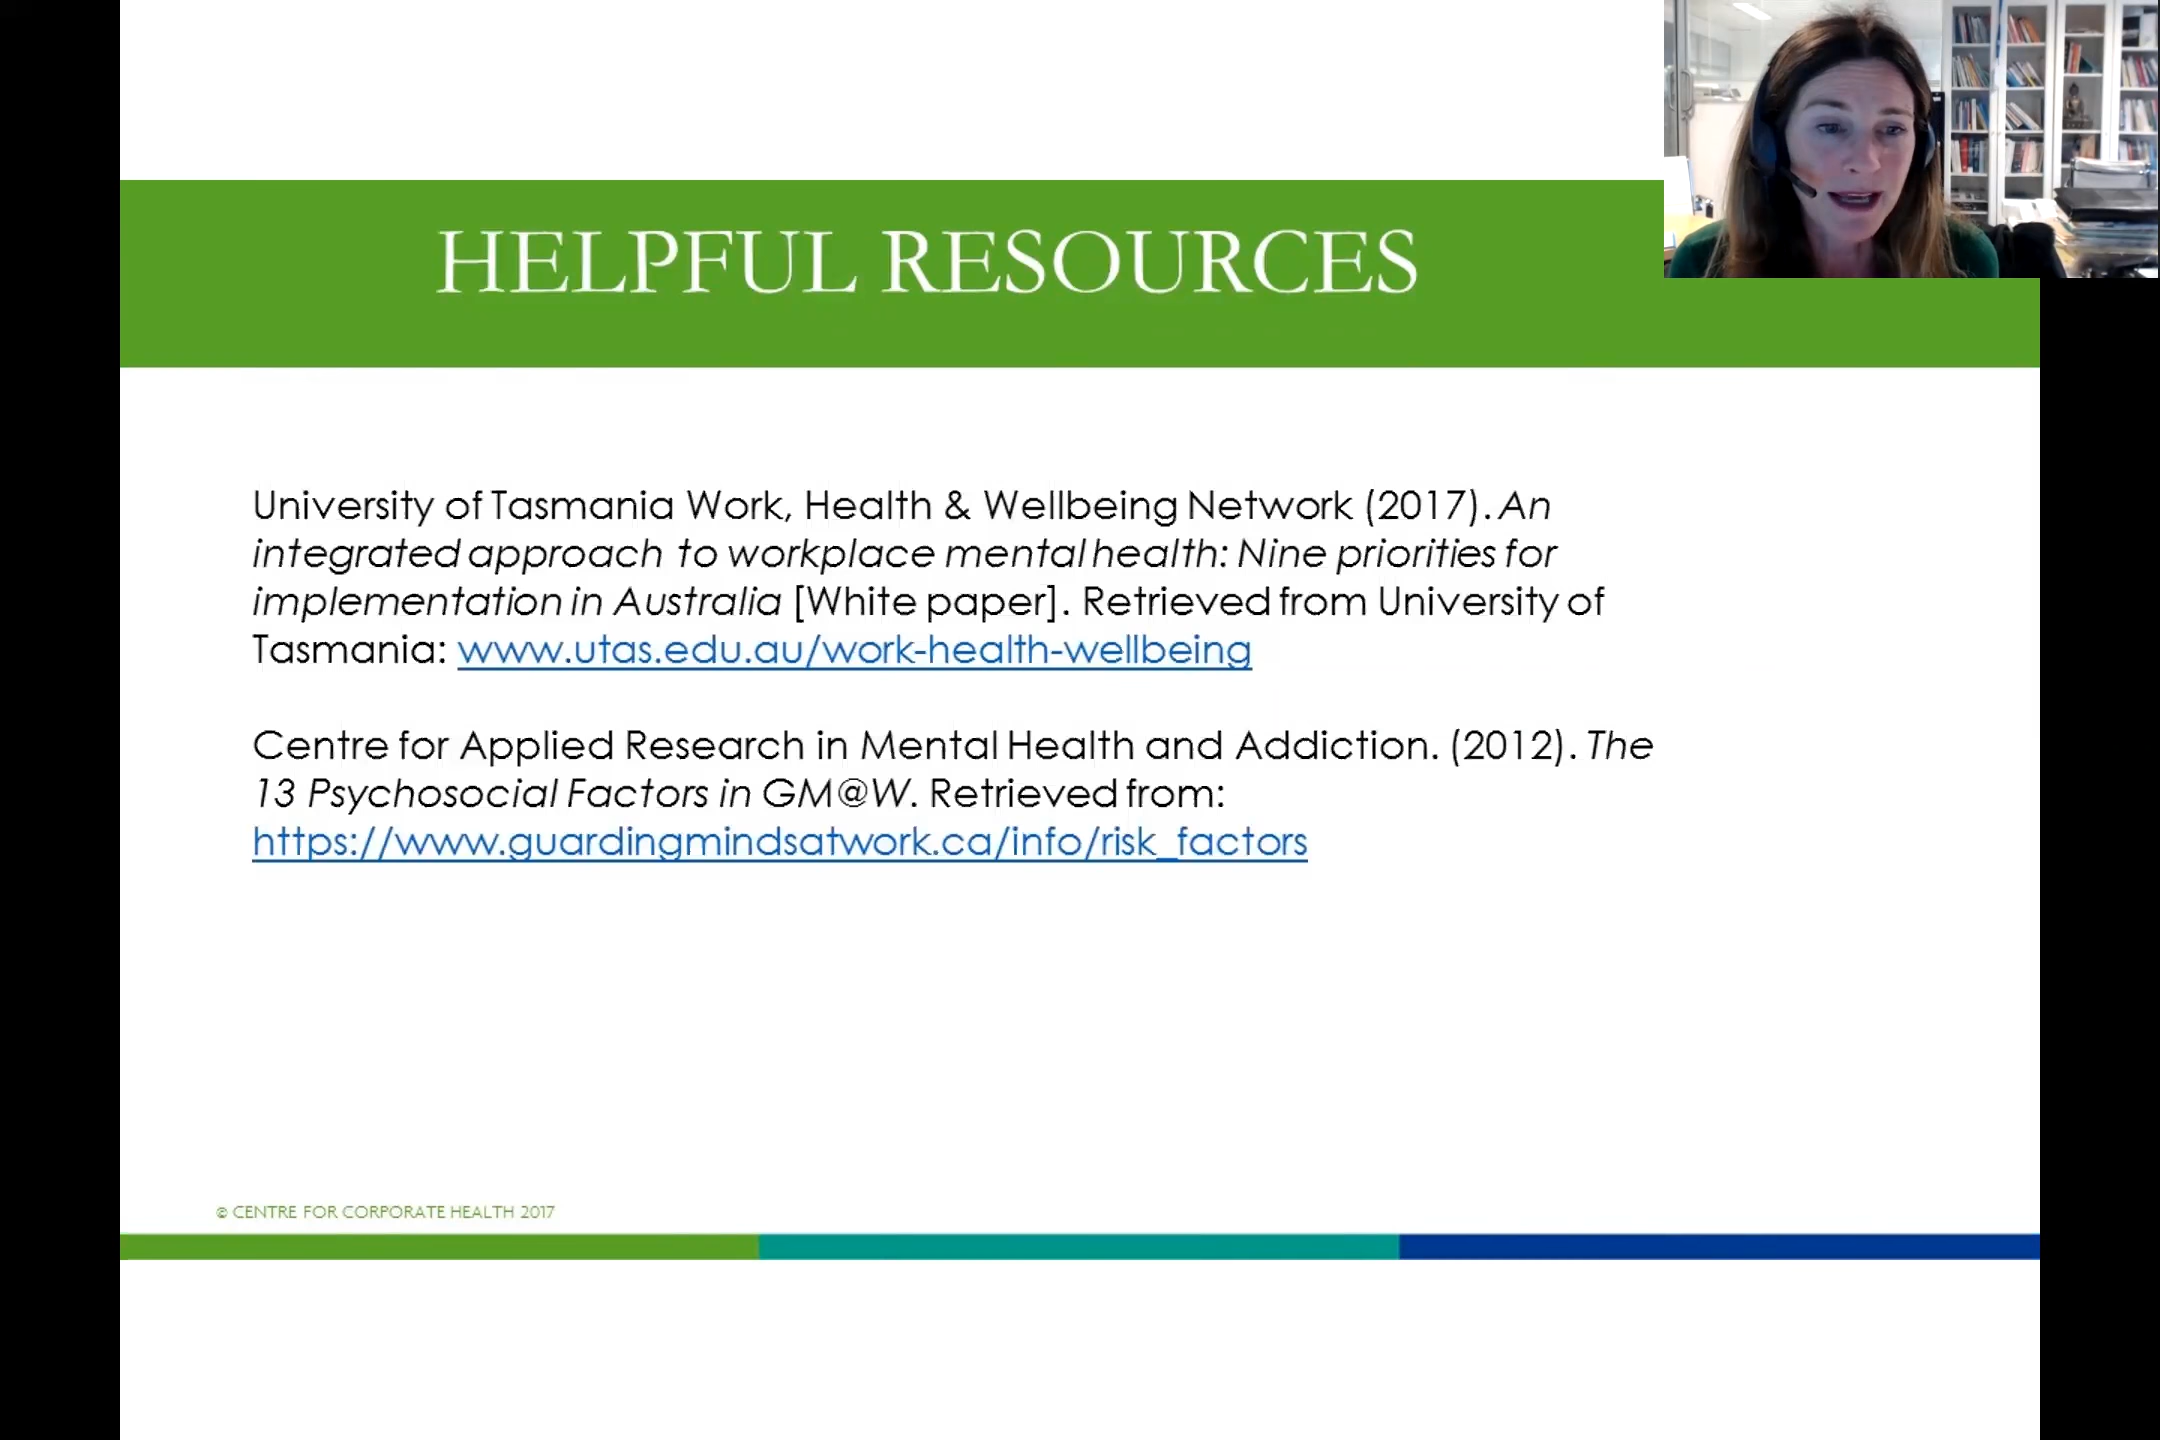 HELPFUL RESOURCES
University of Tasmania Work, Health & Wellbeing Network (2017). An
integrated approach to workplace mental health: Nine priorities for
implementation in Australia [White paper]. Retrieved from University of
Tasmania: www.utas.edu.au/work-health-wellbeing
Centre for Applied Research in Mental Health and Addiction. (2012). The
13 Psychosocial Factors in GM@W. Retrieved from:
https://www.guardingmindsatwork.ca/info/risk_factors
© CENTRE FOR CORPORATE HEALTH 2017